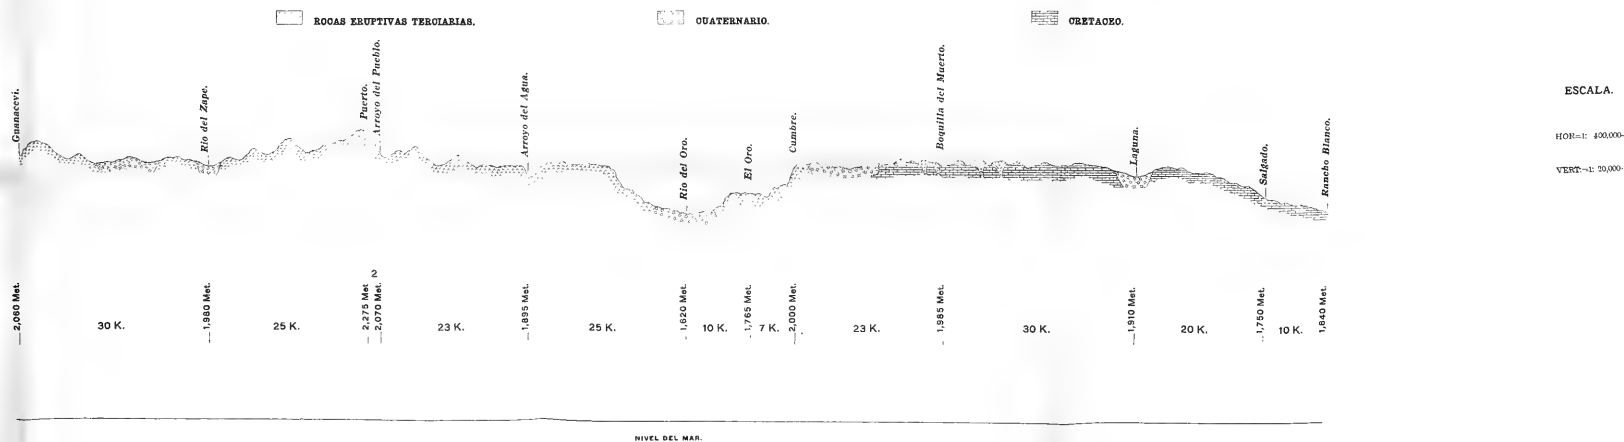 ROCAS ERUPTIVAS TERCIARIAS.
CUATERNARIO.
CRETACEO.
ESCALA.
HOR=1: 400,000
VERT=1: 20,000
Guanacevi.
Rio del Zape.
Puerto.
Arroyo del Pueblo.
Arroyo del Agua.
Rio del Oro.
El Oro.
Cumbre.
Boquilla del Muerto.
Laguna.
Salgado.
Rancho Blanco.
2,060 Met.
30 K.
1,980 Met.
25 K.
2,275 Met
2
2,070 Met.
23 K.
1,895 Met.
25 K.
1,620 Met.
10 K.
1,765 Met.
7 K.
2,000 Met.
23 K.
1,985 Met.
30 K.
1,910 Met.
20 K.
1,750 Met.
10 K.
1,640 Met.
NIVEL DEL MAR.